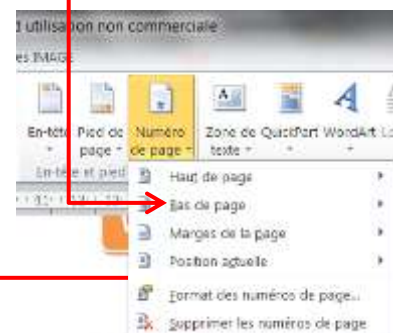 d utilisation non commerciale
es IMAGE
En-tête Pied de Numéro Zone de QuickPart WordArt
page de page texte
En-tête et pied
Haut de page
Bas de page
Marges de la page
Position actuelle
Format des numéros de page...
Supprimer les numéros de page